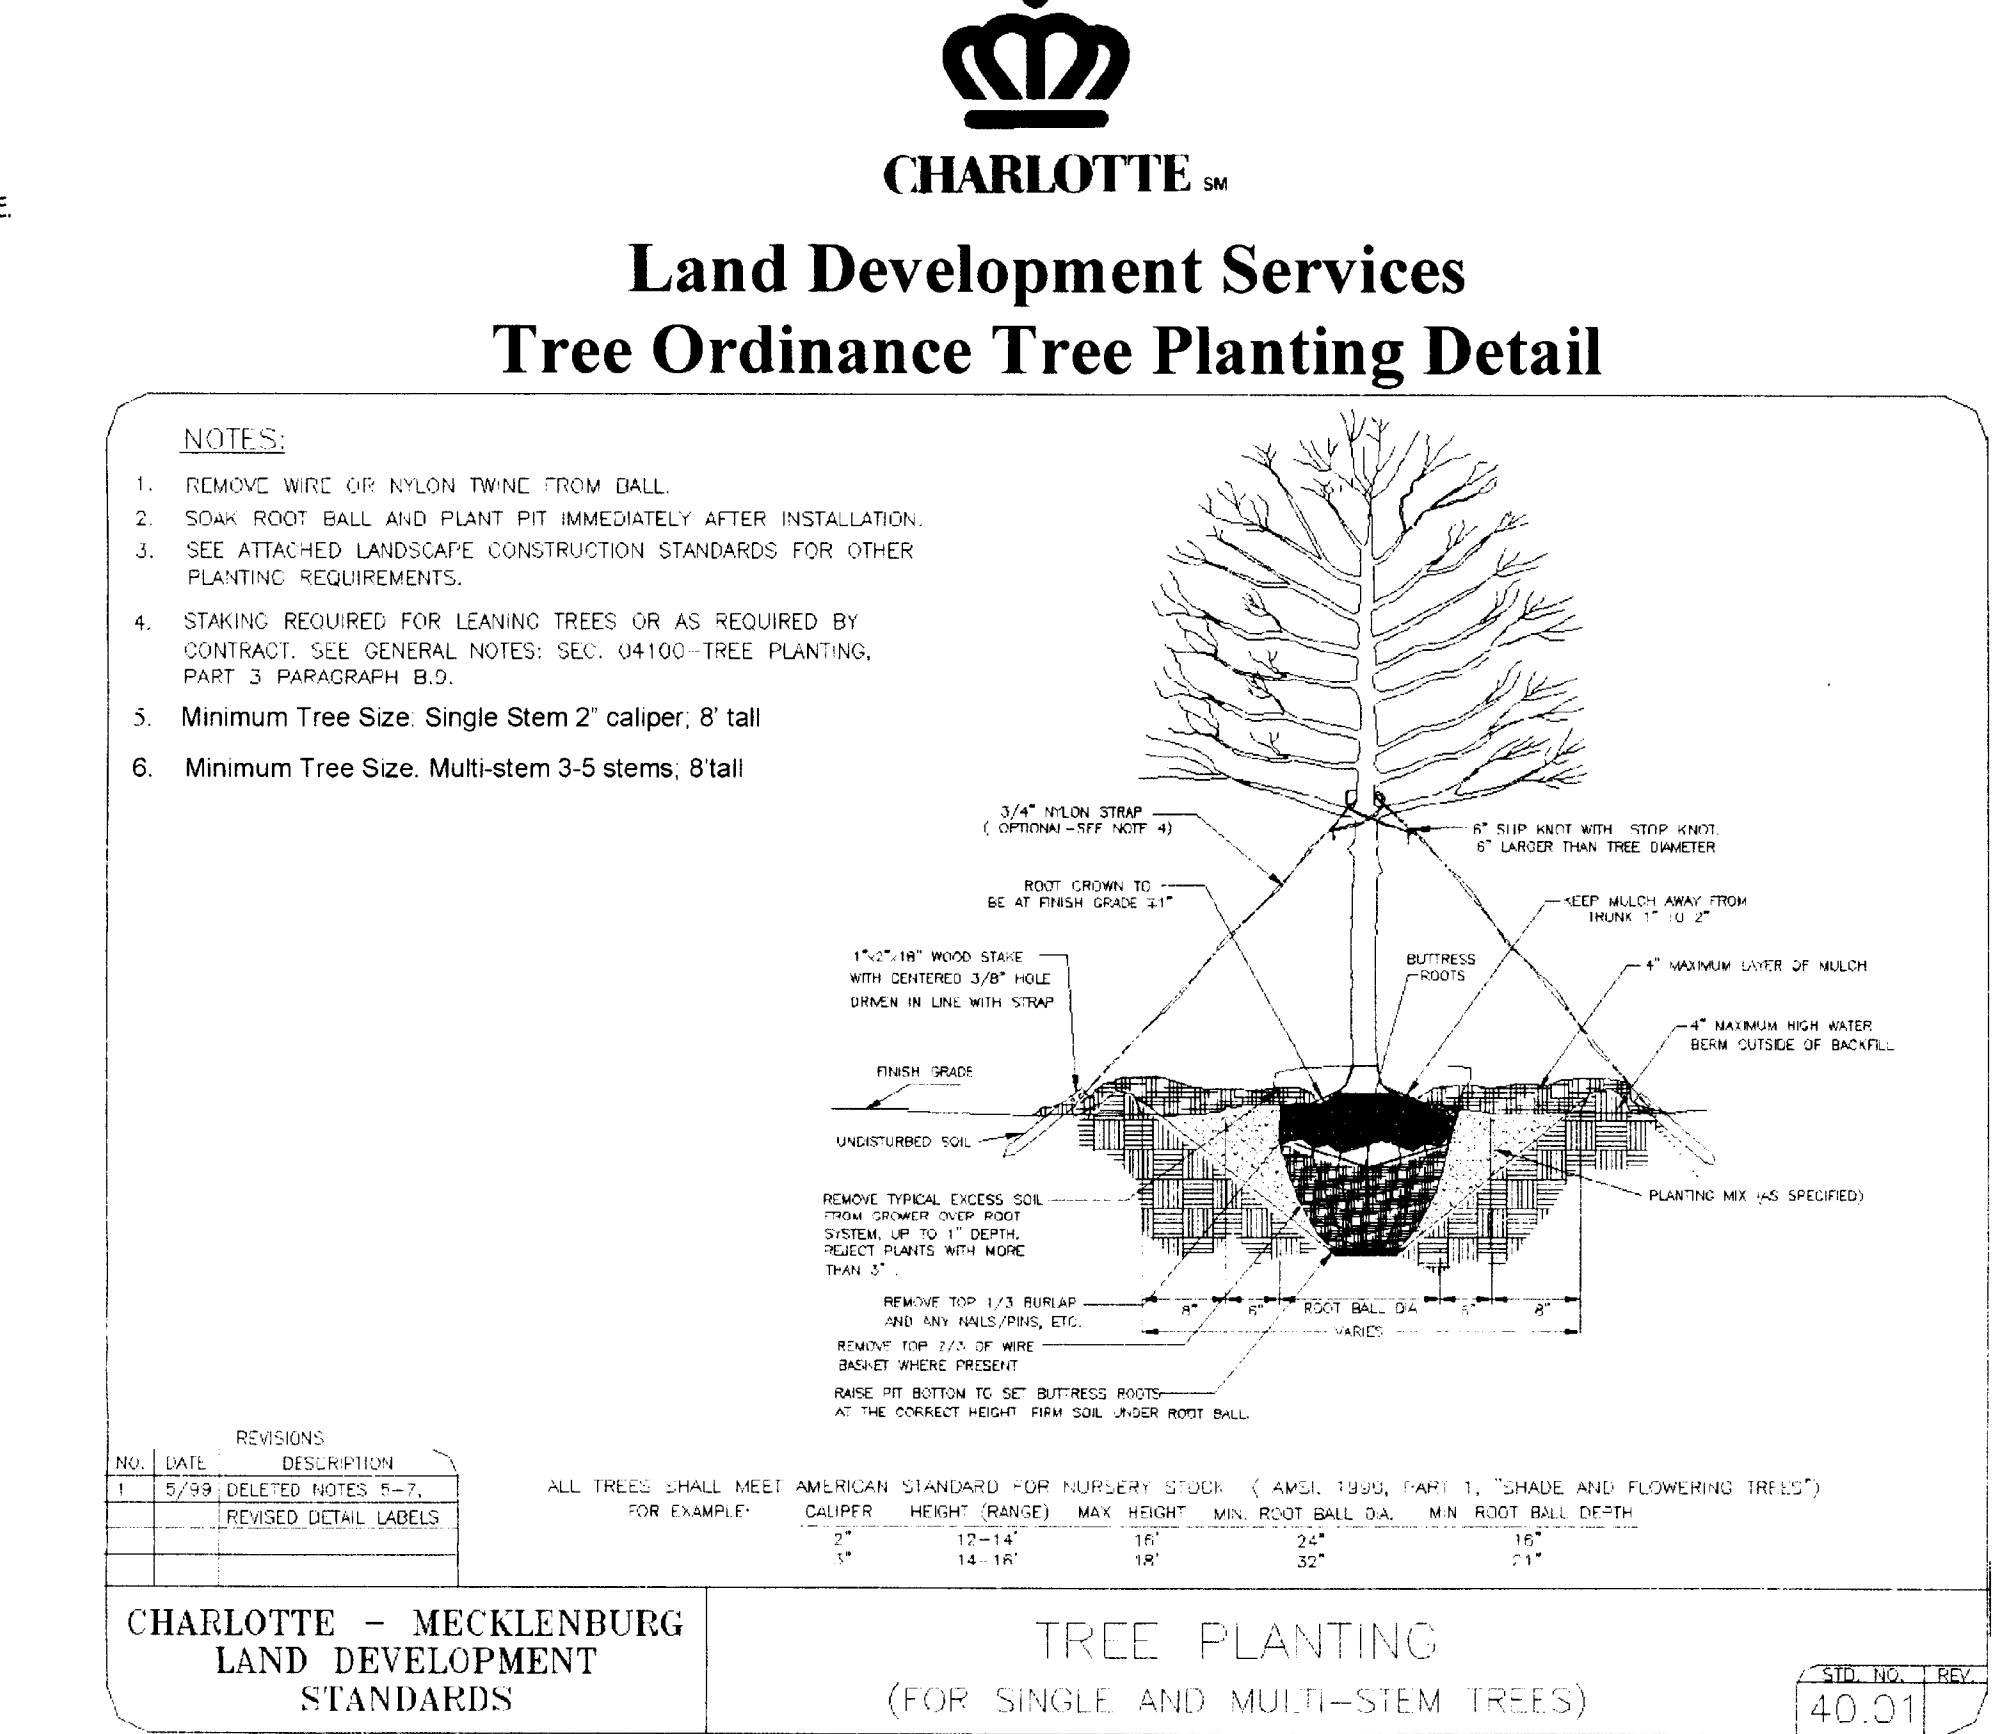 CHARLOTTE SM
Land Development Services
Tree Ordinance Tree Planting Detail
NOTES:
1. REMOVE WIRE OR NYLON TWINE FROM BALL.
2. SOAK ROOT BALL AND PLANT PIT IMMEDIATELY AFTER INSTALLATION.
3. SEE ATTACHED LANDSCAPE CONSTRUCTION STANDARDS FOR OTHER
PLANTING REQUIREMENTS.
4. STAKING REQUIRED FOR LEANING TREES OR AS REQUIRED BY
CONTRACT. SEE GENERAL NOTES: SEC. 04100-TREE PLANTING,
PART 3 PARAGRAPH B.9.
5. Minimum Tree Size: Single Stem 2" caliper; 8' tall
6. Minimum Tree Size. Multi-stem 3-5 stems; 8'tall
3/4" NYLON STRAP
( OPTIONAL-SEE NOTE 4)
6" SLIP KNOT WITH STOP KNOT.
6" LARGER THAN TREE DIAMETER
ROOT CROWN TO
BE AT FINISH GRADE ∓1"
KEEP MULCH AWAY FROM
TRUNK 1" TO 2"
1"x2"x18" WOOD STAKE
WITH CENTERED 3/8" HOLE
DRIVEN IN LINE WITH STRAP
BUTTRESS
ROOTS
4" MAXIMUM LAYER OF MULCH
4" MAXIMUM HIGH WATER
BERM OUTSIDE OF BACKFILL
FINISH GRADE
UNDISTURBED SOIL
REMOVE TYPICAL EXCESS SOIL
FROM GROWER OVER ROOT
SYSTEM, UP TO 1" DEPTH.
REJECT PLANTS WITH MORE
THAN 3" .
PLANTING MIX (AS SPECIFIED)
REMOVE TOP 1/3 BURLAP
AND ANY NAILS/PINS, ETC.
8" 6" ROOT BALL DIA 6" 8"
VARIES
REMOVE TOP 2/3 OF WIRE
BASKET WHERE PRESENT
RAISE PIT BOTTOM TO SET BUTTRESS ROOTS
AT THE CORRECT HEIGHT FIRM SOIL UNDER ROOT BALL.
REVISIONS
NO. DATE DESCRIPTION
1 5/99 DELETED NOTES 5-7,
REVISED DETAIL LABELS
ALL TREES SHALL MEET AMERICAN STANDARD FOR NURSERY STOCK ( AMSI, 1990, PART 1, "SHADE AND FLOWERING TREES")
FOR EXAMPLE: CALIPER HEIGHT (RANGE) MAX HEIGHT MIN. ROOT BALL DIA. MIN ROOT BALL DEPTH
2" 12-14' 16' 24" 16"
3" 14-16' 18' 32" 21"
CHARLOTTE - MECKLENBURG
LAND DEVELOPMENT
STANDARDS
TREE PLANTING
(FOR SINGLE AND MULTI-STEM TREES)
STD. NO. REV.
40.01